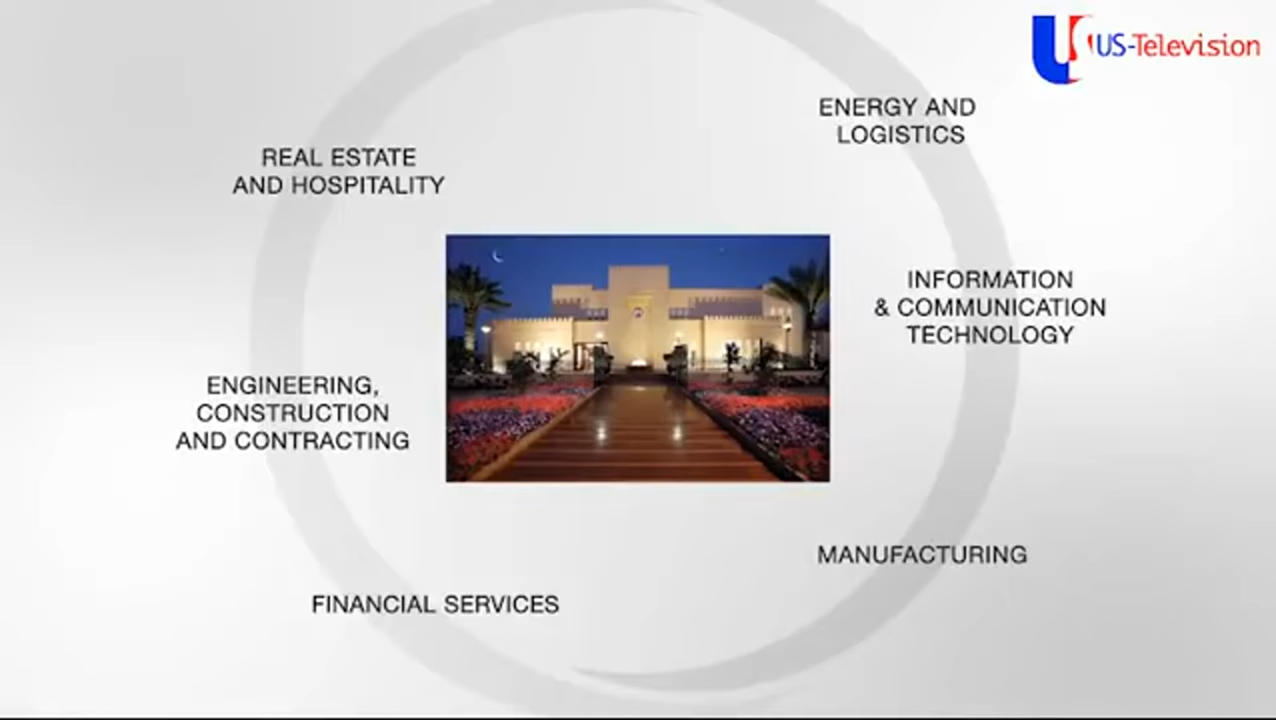 US-Television
ENERGY AND
LOGISTICS
REAL ESTATE
AND HOSPITALITY
INFORMATION
& COMMUNICATION
TECHNOLOGY
ENGINEERING,
CONSTRUCTION
AND CONTRACTING
MANUFACTURING
FINANCIAL SERVICES